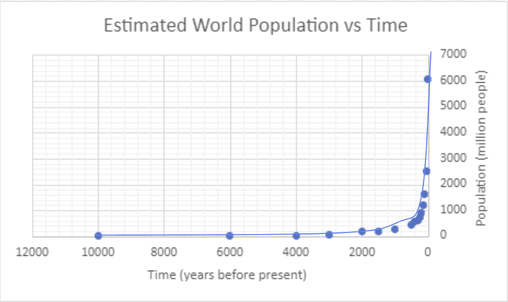 Estimated World Population vs Time
7000
6000
5000
4000
3000
2000
1000
0
Population (million people)
12000 10000 8000 6000 4000 2000 0
Time (years before present)